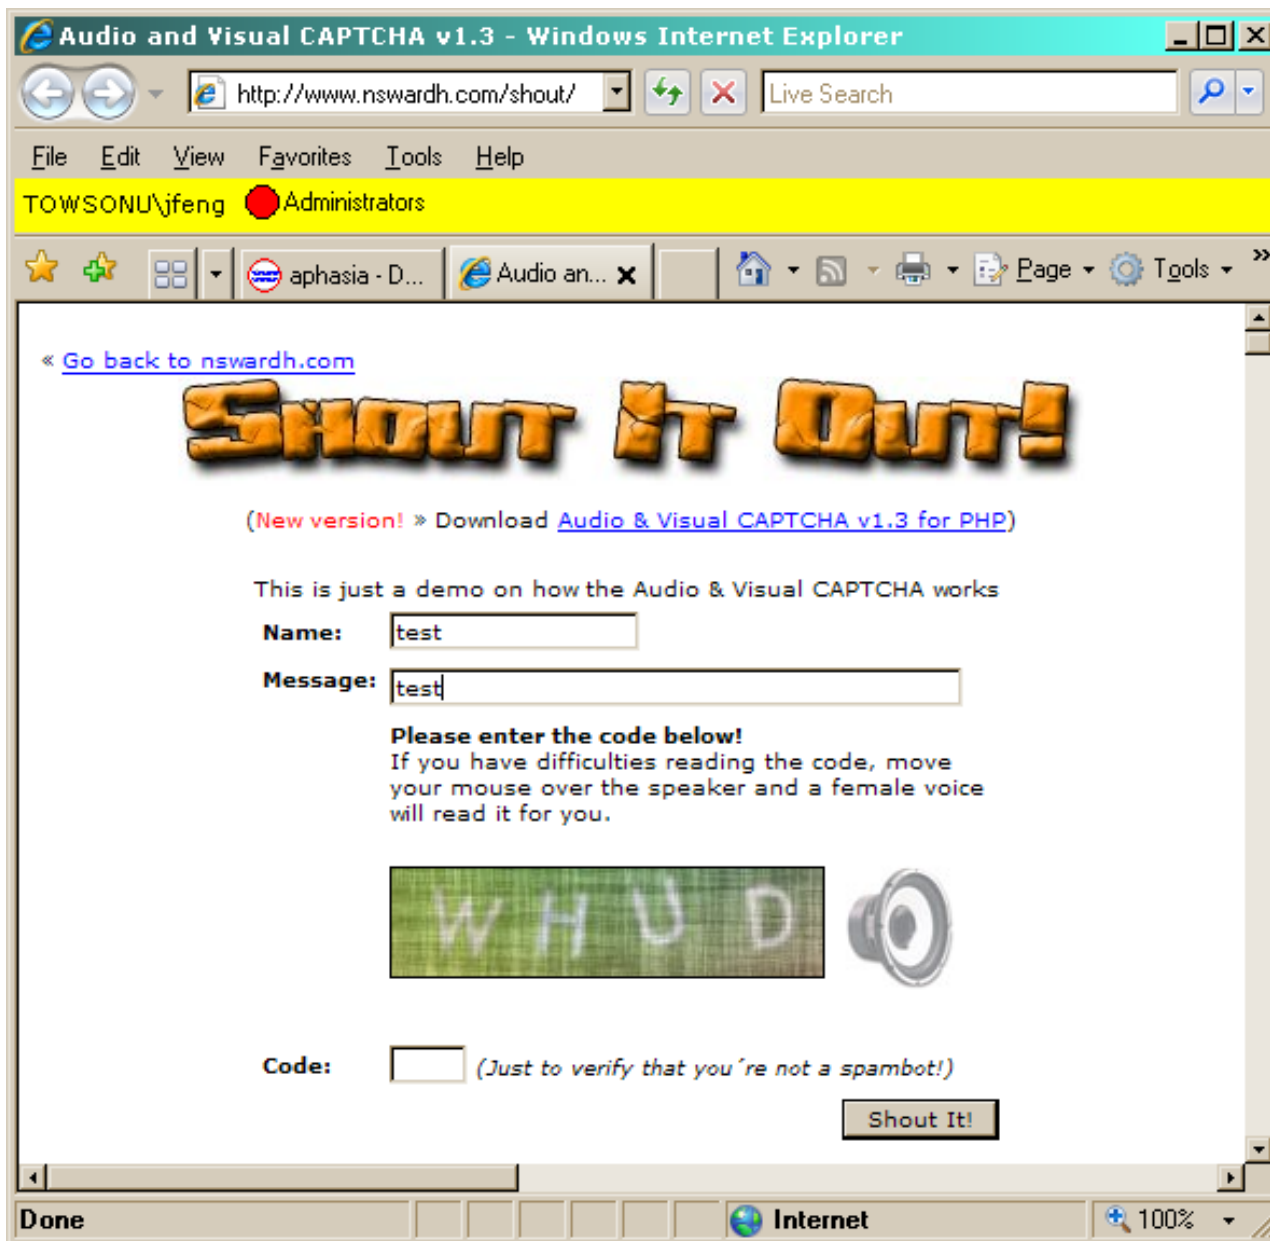 Audio and Visual CAPTCHA v1.3 - Windows Internet Explorer
http://www.nswardh.com/shout/
Live Search
File Edit View Favorites Tools Help
TOWSONU\jfeng Administrators
aphasia - D... Audio an... Page Tools »
« Go back to nswardh.com
Shout It Out!
(New version! » Download Audio & Visual CAPTCHA v1.3 for PHP)
This is just a demo on how the Audio & Visual CAPTCHA works
Name: test
Message: test
Please enter the code below!
If you have difficulties reading the code, move
your mouse over the speaker and a female voice
will read it for you.
W H U D
Code: (Just to verify that you´re not a spambot!)
Shout It!
Done Internet 100%